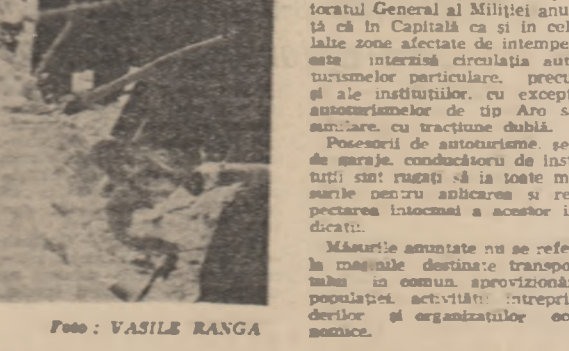 toratul General al Miliției anu
ță că în Capitală ca și în cel
lalte zone afectate de intempe
este interzisă circulația aut
turismelor particulare. precu
și ale instituțiilor. cu except
autoturismelor de tip Aro s
similare. cu tracțiune dublă.
Posesorii de autoturisme. șe
de garaje. conducătorii de inst
tuții sînt rugați să ia toate m
surile pentru aplicarea și re
pectarea întocmai a acestor i
dicații.
Măsurile anunțate nu se refe
la mașinile destinate transpo
tului în comun. aprovizionă
populației. activității întrepri
derilor și organizațiilor ec
nomice.
Foto : VASILE RANGA